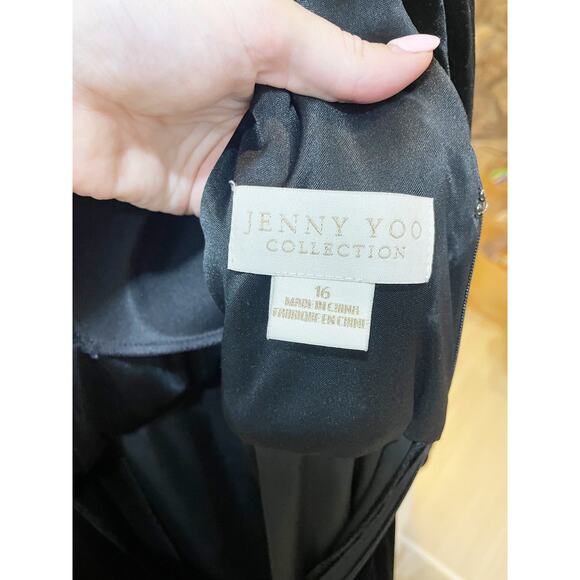 JENNY YOO
COLLECTION
16
MADE IN CHINA
FABRIQUÉ EN CHINE